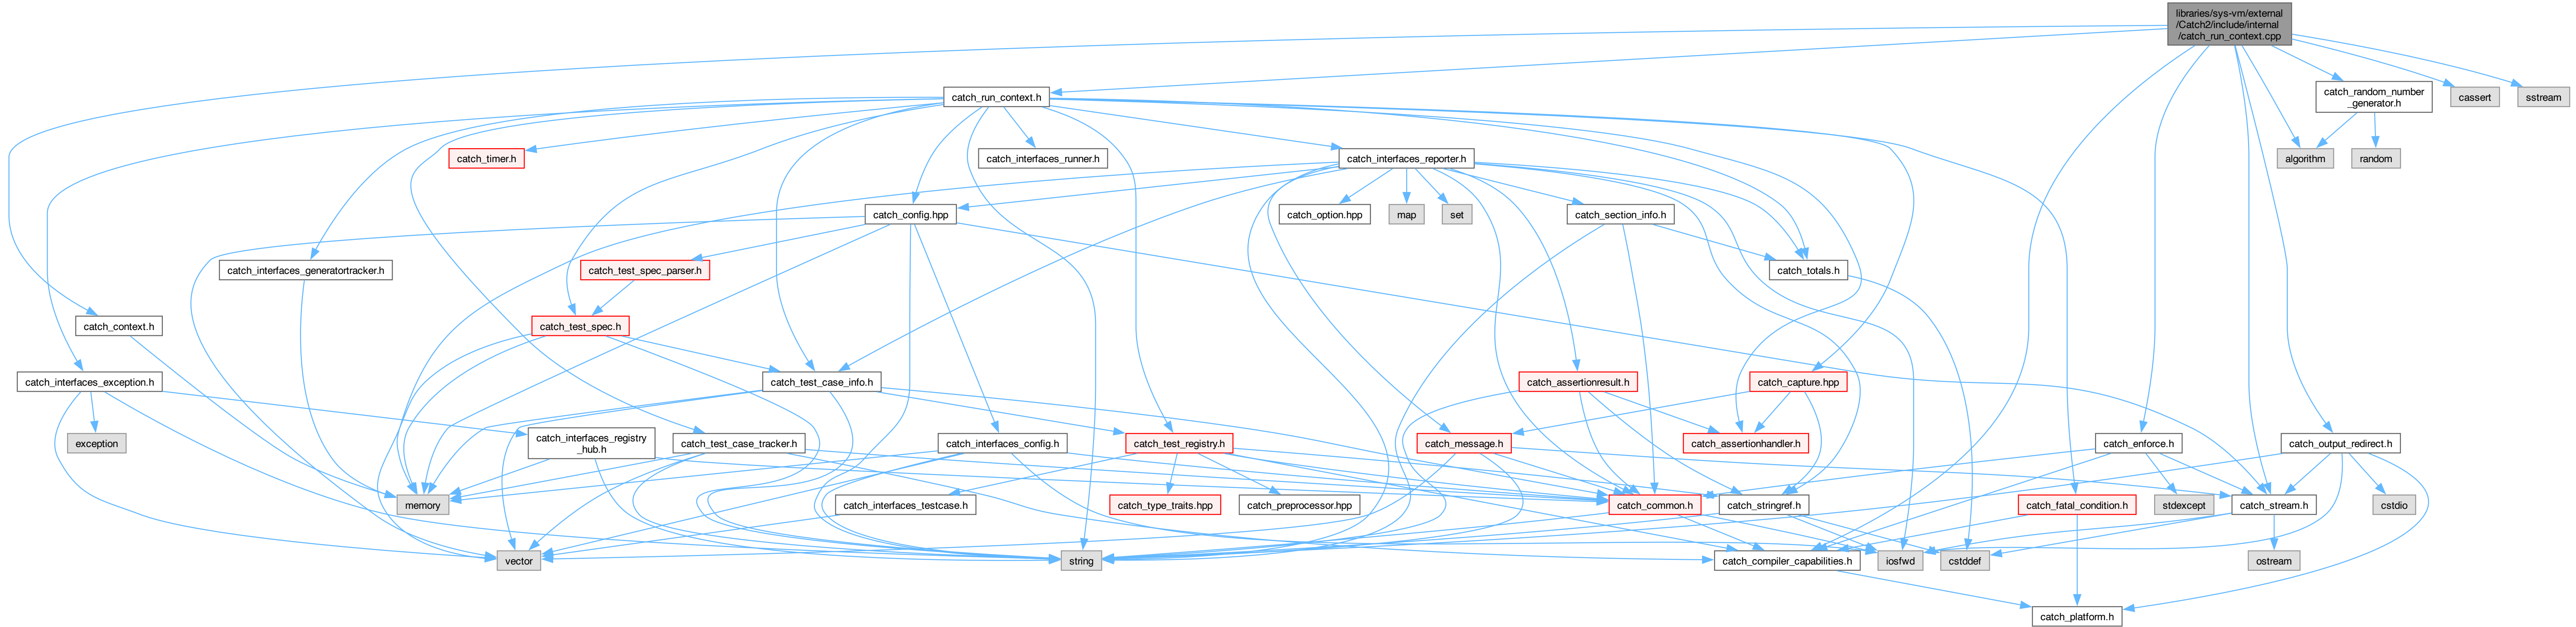 libraries/sys-vm/external
/Catch2/include/internal
/catch_run_context.cpp
catch_run_context.h
catch_random_number
_generator.h
cassert
sstream
catch_timer.h
catch_interfaces_runner.h
catch_interfaces_reporter.h
algorithm
random
catch_config.hpp
catch_option.hpp
map
set
catch_section_info.h
catch_interfaces_generatortracker.h
catch_test_spec_parser.h
catch_totals.h
catch_context.h
catch_test_spec.h
catch_interfaces_exception.h
catch_test_case_info.h
catch_assertionresult.h
catch_capture.hpp
exception
catch_interfaces_registry
_hub.h
catch_test_case_tracker.h
catch_interfaces_config.h
catch_test_registry.h
catch_message.h
catch_assertionhandler.h
catch_enforce.h
catch_output_redirect.h
memory
catch_interfaces_testcase.h
catch_type_traits.hpp
catch_preprocessor.hpp
catch_common.h
catch_stringref.h
catch_fatal_condition.h
stdexcept
catch_stream.h
cstdio
vector
string
catch_compiler_capabilities.h
iosfwd
cstddef
ostream
catch_platform.h